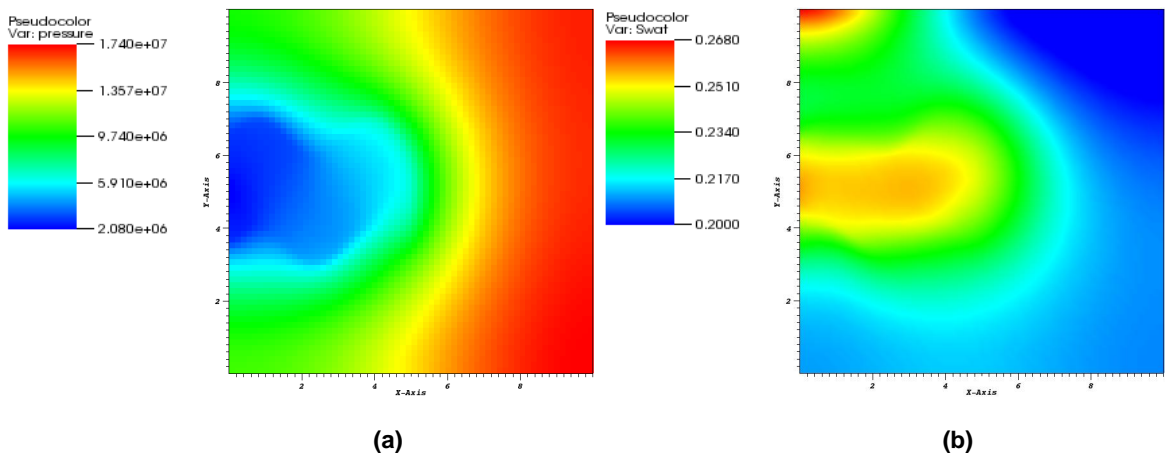 Pseudocolor
Var: pressure
1.740e+07
1.357e+07
9.740e+06
5.910e+06
2.080e+06
8
6
4
2
Y-Axis
2
4
6
8
X-Axis
(a)
Pseudocolor
Var: Swat
0.2680
0.2510
0.2340
0.2170
0.2000
8
6
4
2
Y-Axis
2
4
6
8
X-Axis
(b)